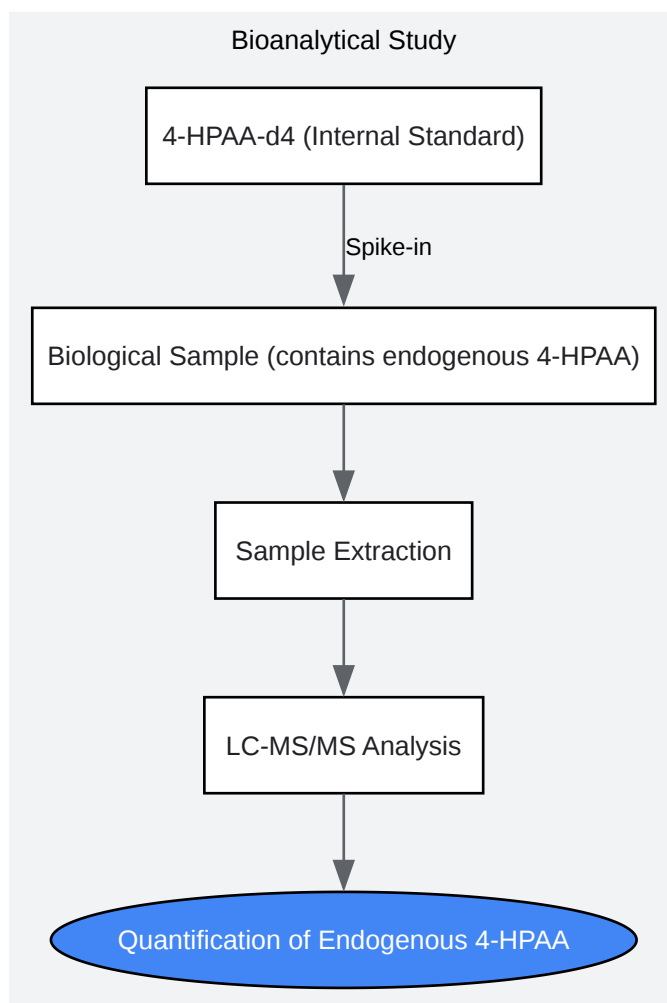 Bioanalytical Study
4-HPAA-d4 (Internal Standard)
Spike-in
Biological Sample (contains endogenous 4-HPAA)
Sample Extraction
LC-MS/MS Analysis
Quantification of Endogenous 4-HPAA